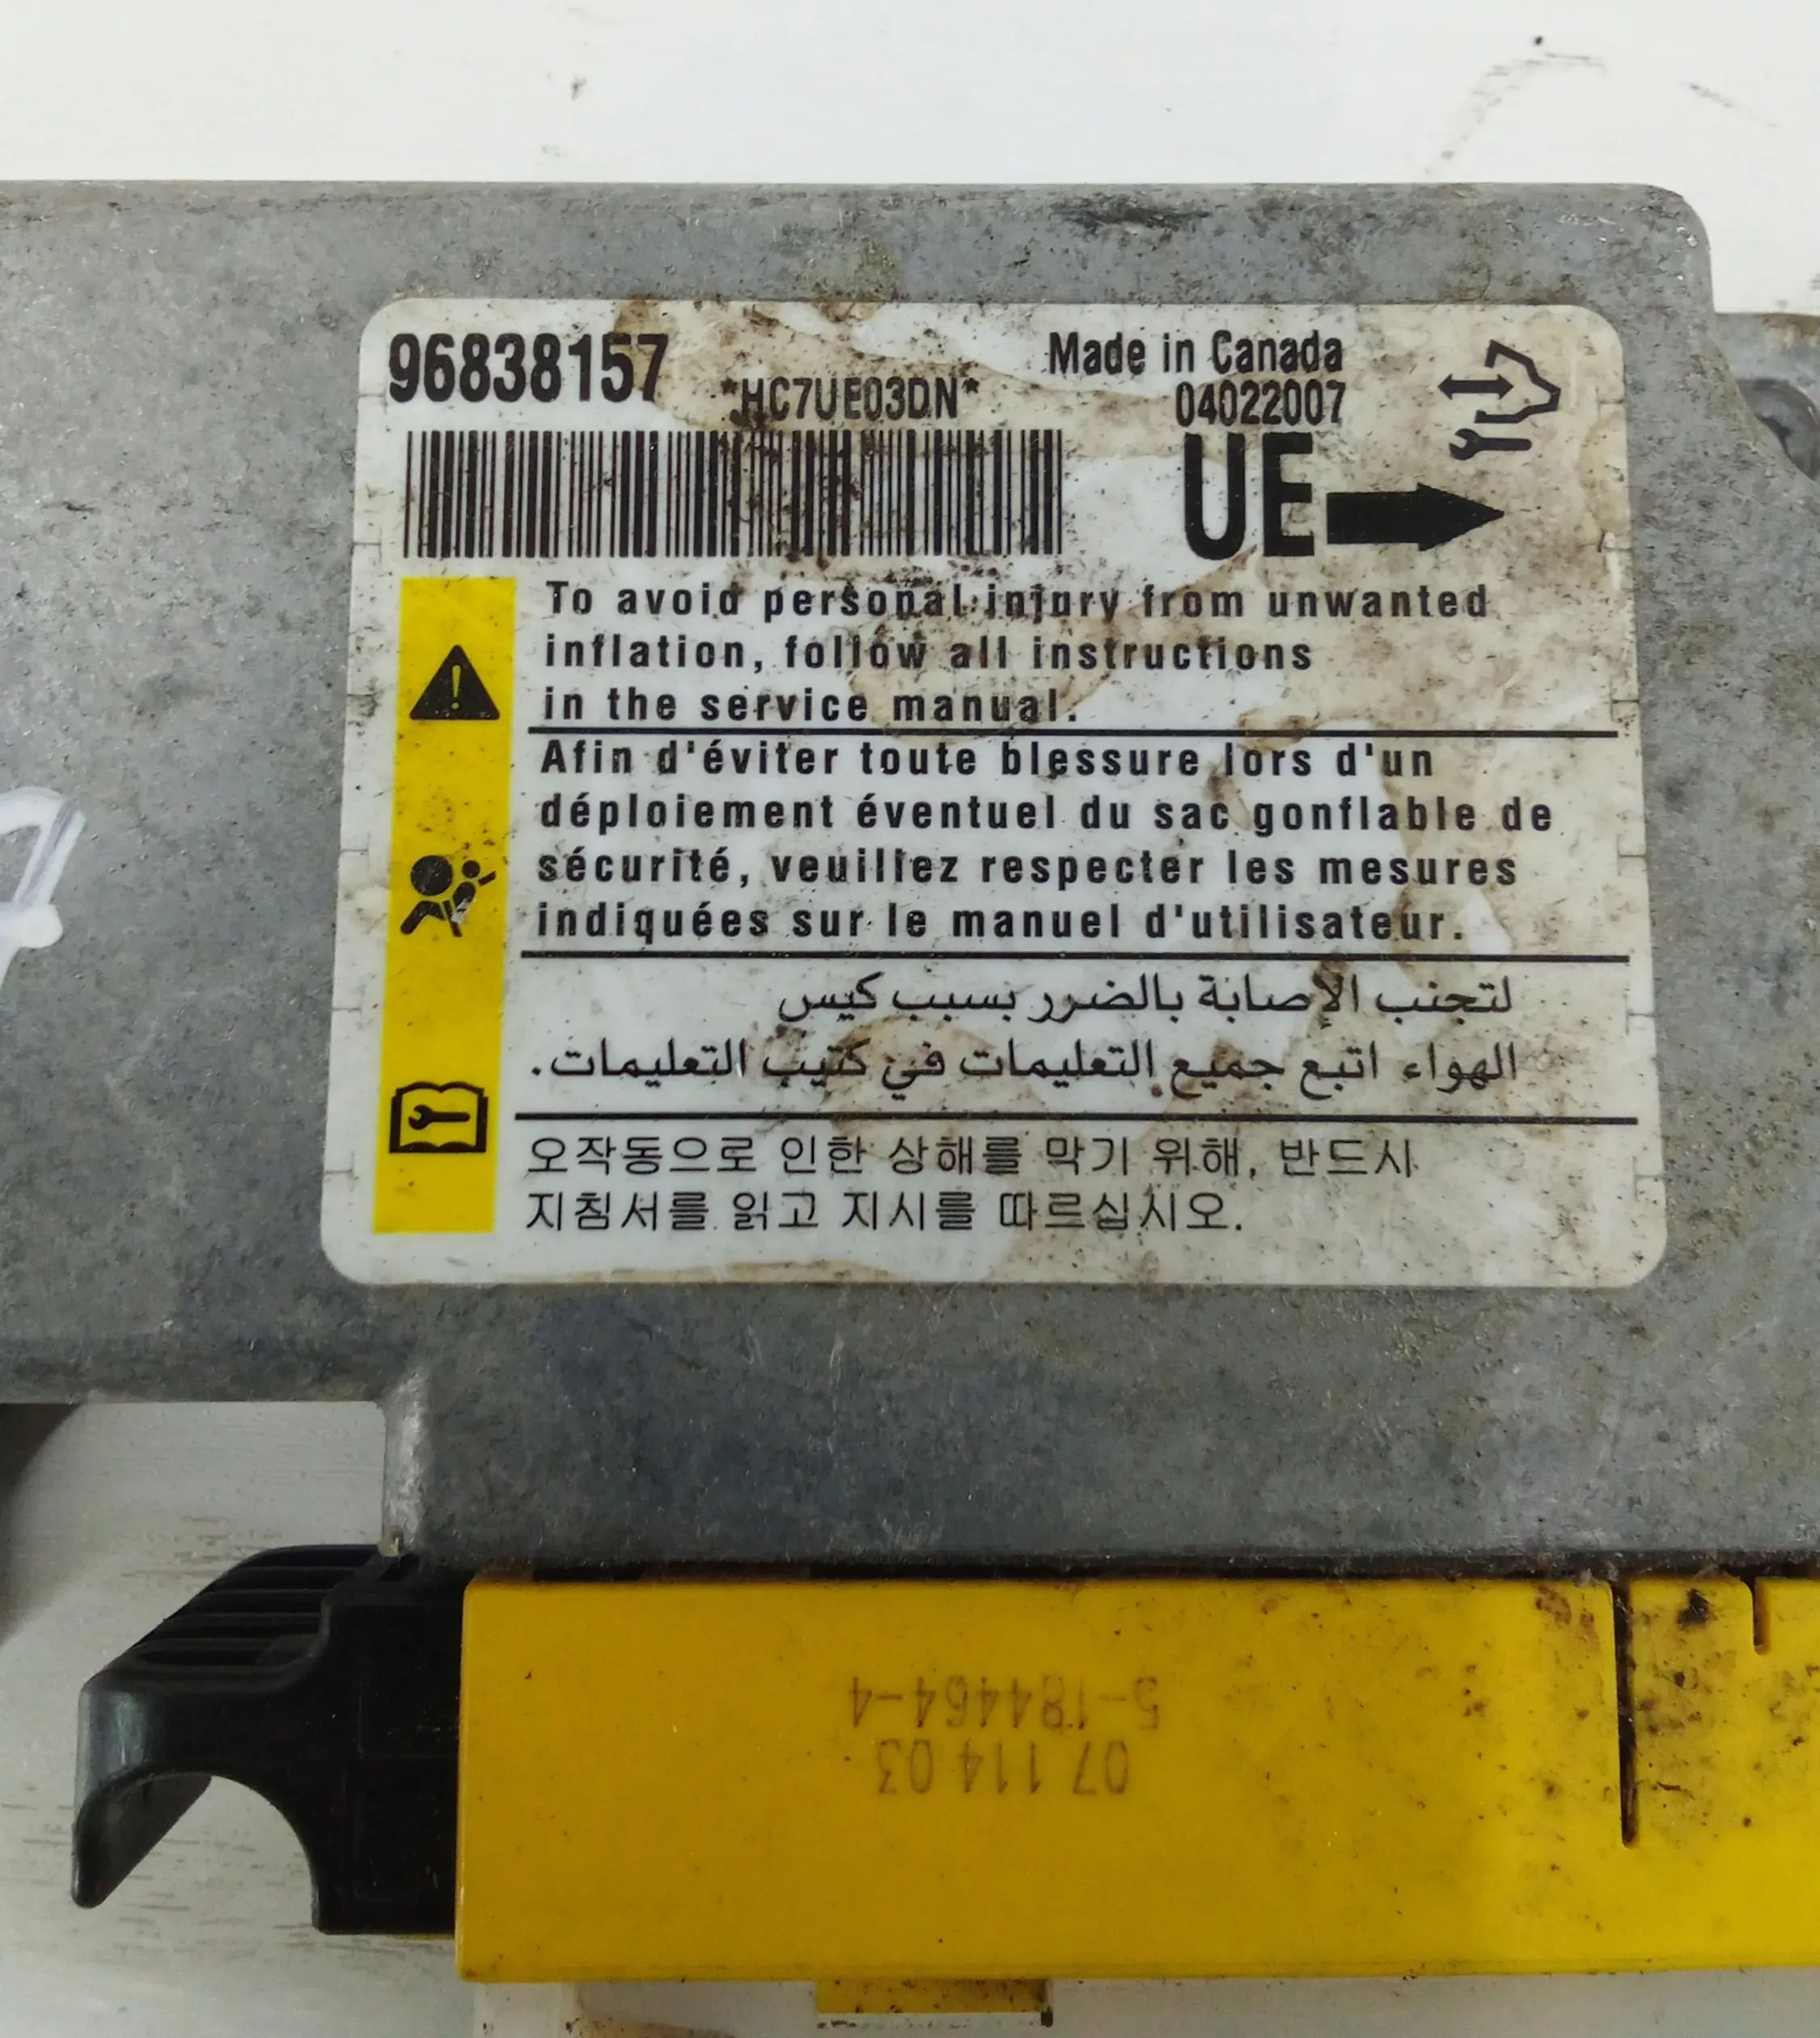 96838157
*HC7UE03DN*
Made in Canada
04022007
UE
To avoid personal injury from unwanted
inflation, follow all instructions
in the service manual.
Afin d'éviter toute blessure lors d'un
déploiement éventuel du sac gonflable de
sécurité, veuillez respecter les mesures
indiquées sur le manuel d'utilisateur.
لتجنب الإصابة بالضرر بسبب كيس
الهواء اتبع جميع التعليمات في كتيب التعليمات.
오작동으로 인한 상해를 막기 위해, 반드시
지침서를 읽고 지시를 따르십시오.
5-184464-4
07 114 03